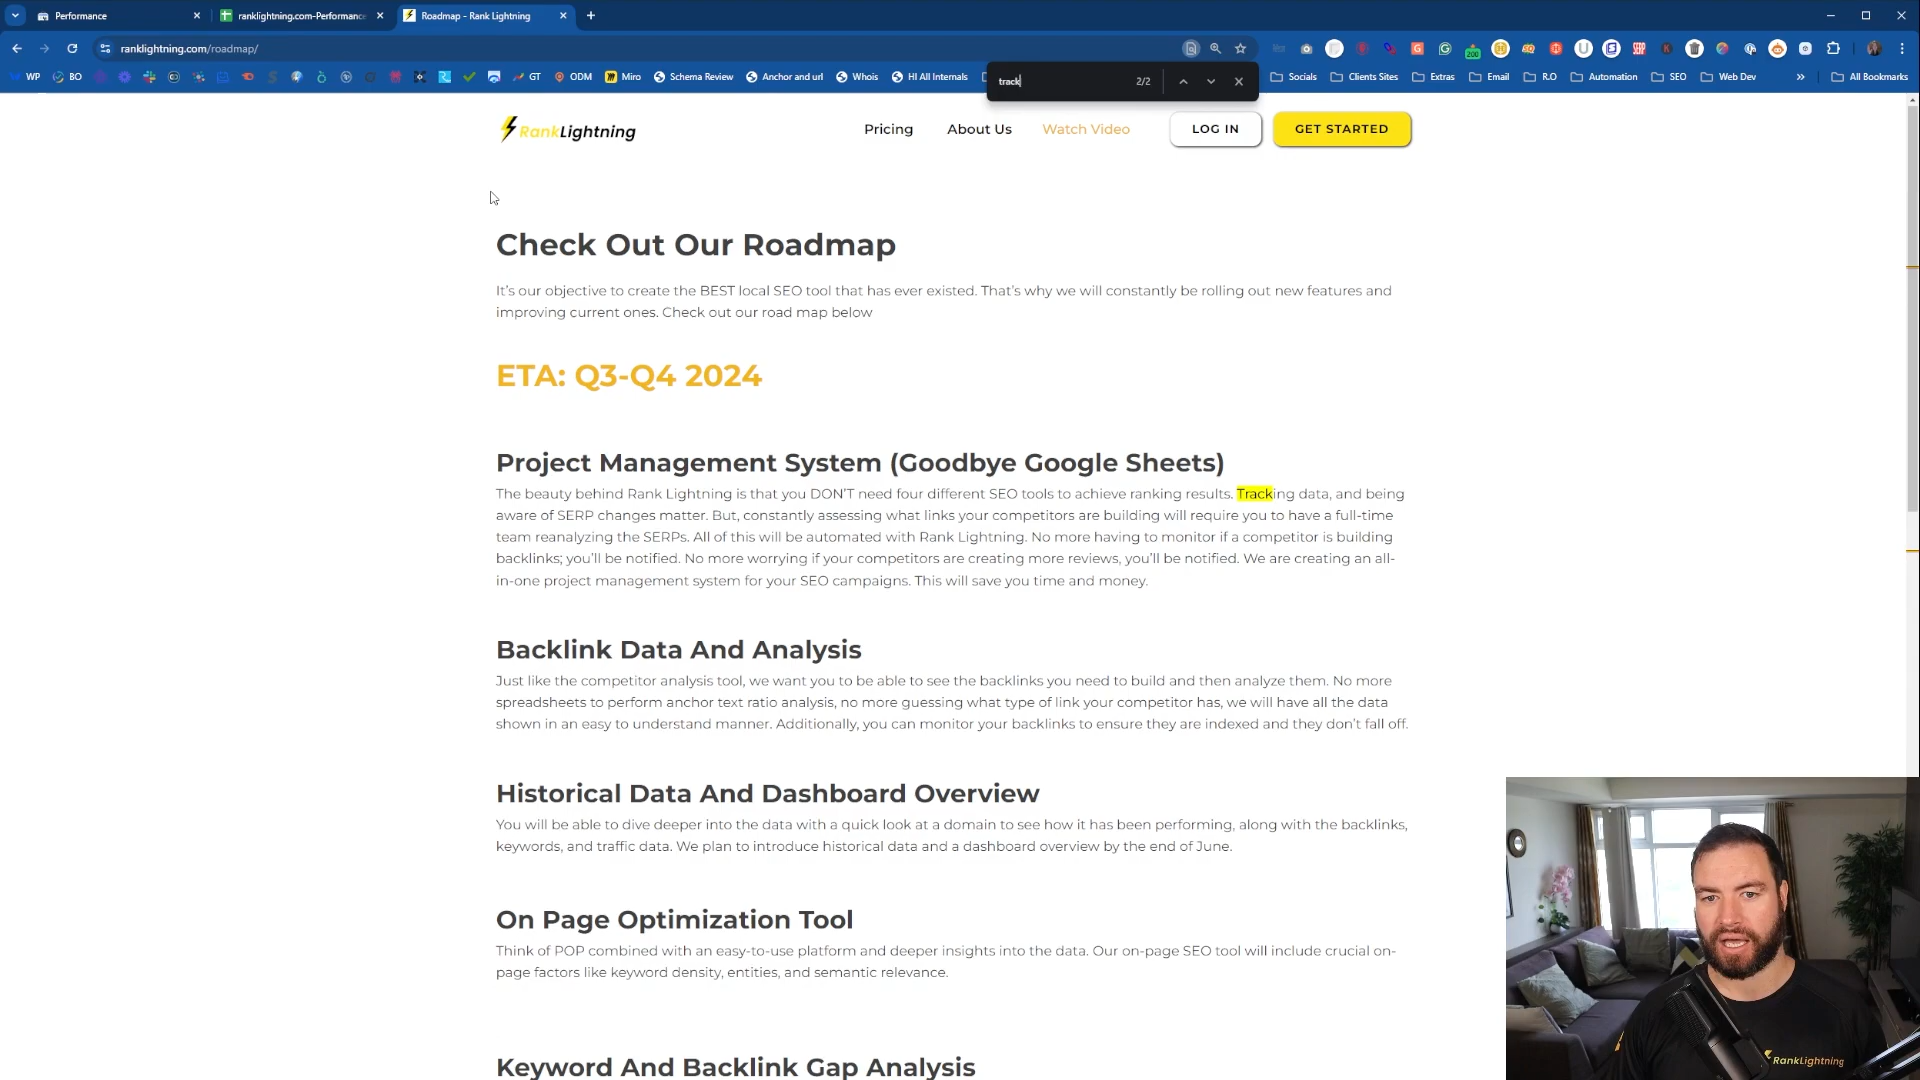 Performance
ranklightning.com-Performance
Roadmap - Rank Lightning
ranklightning.com/roadmap/
WP
BO
GT
ODM
Miro
Schema Review
Anchor and url
Whois
HI All Internals
Socials
Clients Sites
Extras
Email
R.O
Automation
SEO
Web Dev
All Bookmarks
track
2/2
RankLightning
Pricing
About Us
Watch Video
LOG IN
GET STARTED
Check Out Our Roadmap
It's our objective to create the BEST local SEO tool that has ever existed. That's why we will constantly be rolling out new features and
improving current ones. Check out our road map below
ETA: Q3-Q4 2024
Project Management System (Goodbye Google Sheets)
The beauty behind Rank Lightning is that you DON'T need four different SEO tools to achieve ranking results. Tracking data, and being
aware of SERP changes matter. But, constantly assessing what links your competitors are building will require you to have a full-time
team reanalyzing the SERPs. All of this will be automated with Rank Lightning. No more having to monitor if a competitor is building
backlinks; you'll be notified. No more worrying if your competitors are creating more reviews, you'll be notified. We are creating an all-
in-one project management system for your SEO campaigns. This will save you time and money.
Backlink Data And Analysis
Just like the competitor analysis tool, we want you to be able to see the backlinks you need to build and then analyze them. No more
spreadsheets to perform anchor text ratio analysis, no more guessing what type of link your competitor has, we will have all the data
shown in an easy to understand manner. Additionally, you can monitor your backlinks to ensure they are indexed and they don't fall off.
Historical Data And Dashboard Overview
You will be able to dive deeper into the data with a quick look at a domain to see how it has been performing, along with the backlinks,
keywords, and traffic data. We plan to introduce historical data and a dashboard overview by the end of June.
On Page Optimization Tool
Think of POP combined with an easy-to-use platform and deeper insights into the data. Our on-page SEO tool will include crucial on-
page factors like keyword density, entities, and semantic relevance.
Keyword And Backlink Gap Analysis
RankLightning